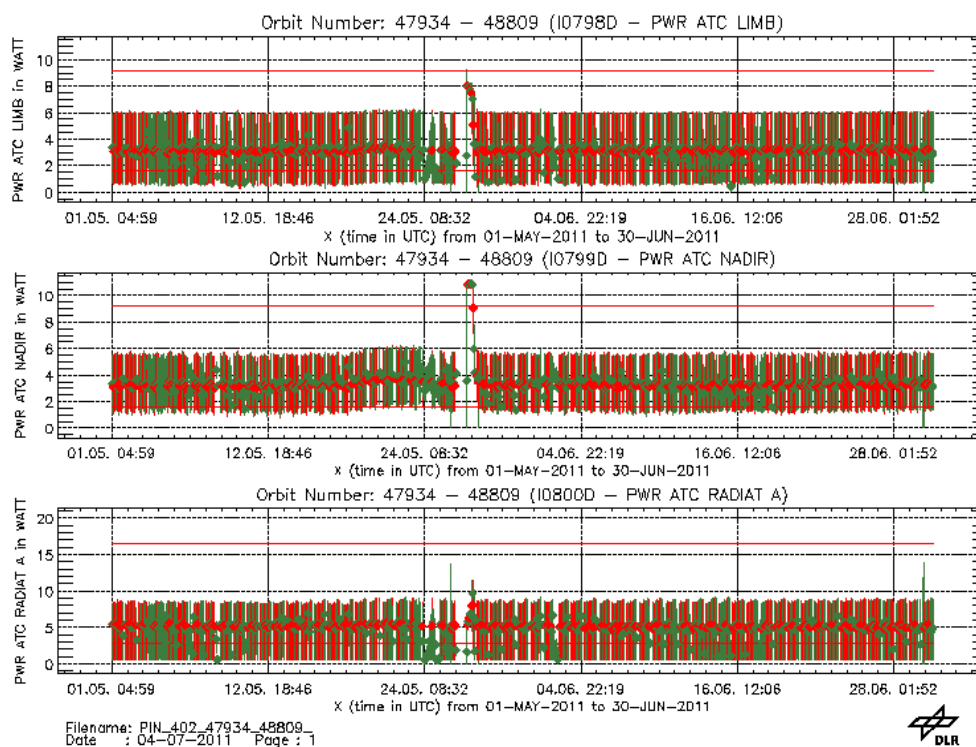 Orbit Number: 47934 – 48809 (I0798D – PWR ATC LIMB)
PWR ATC LIMB in WATT
10
8
6
4
2
0
01.05. 04:59 12.05. 18:46 24.05. 08:32 04.06. 22:19 16.06. 12:06 28.06. 01:52
X (time in UTC) from 01-MAY-2011 to 30-JUN-2011
Orbit Number: 47934 – 48809 (I0799D – PWR ATC NADIR)
PWR ATC NADIR in WATT
10
8
6
4
2
0
01.05. 04:59 12.05. 18:46 24.05. 08:32 04.06. 22:19 16.06. 12:06 28.06. 01:52
X (time in UTC) from 01-MAY-2011 to 30-JUN-2011
Orbit Number: 47934 – 48809 (I0800D – PWR ATC RADIAT A)
PWR ATC RADIAT A in WATT
20
15
10
5
0
01.05. 04:59 12.05. 18:46 24.05. 08:32 04.06. 22:19 16.06. 12:06 28.06. 01:52
X (time in UTC) from 01-MAY-2011 to 30-JUN-2011
Filename: PIN_402_47934_48809_
Date : 04-07-2011 Page : 1
DLR